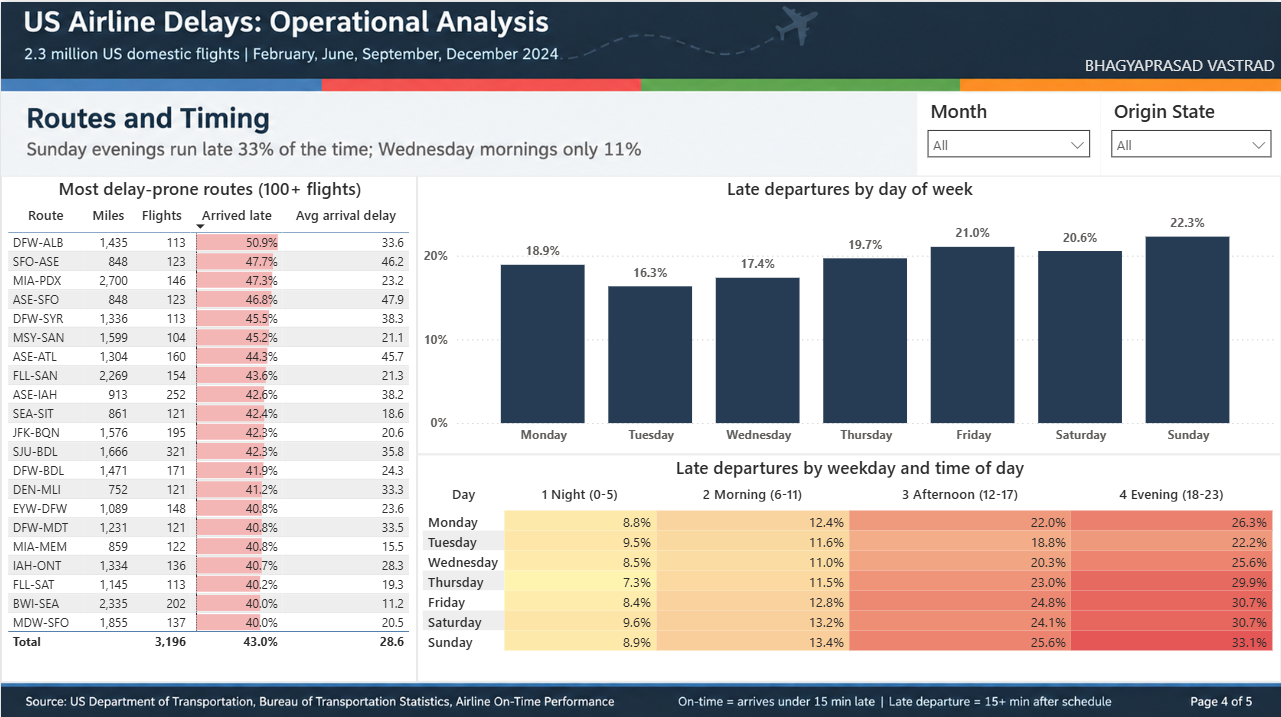 US Airline Delays: Operational Analysis
2.3 million US domestic flights | February, June, September, December 2024
BHAGYAPRASAD VASTRAD
Routes and Timing
Sunday evenings run late 33% of the time; Wednesday mornings only 11%
Month
All
Origin State
All
Most delay-prone routes (100+ flights)
Route Miles Flights Arrived late Avg arrival delay
DFW-ALB 1,435 113 50.9% 33.6
SFO-ASE 848 123 47.7% 46.2
MIA-PDX 2,700 146 47.3% 23.2
ASE-SFO 848 123 46.8% 47.9
DFW-SYR 1,336 113 45.5% 38.3
MSY-SAN 1,599 104 45.2% 21.1
ASE-ATL 1,304 160 44.3% 45.7
FLL-SAN 2,269 154 43.6% 21.3
ASE-IAH 913 252 42.6% 38.2
SEA-SIT 861 121 42.4% 18.6
JFK-BQN 1,576 195 42.3% 20.6
SJU-BDL 1,666 321 42.3% 35.8
DFW-BDL 1,471 171 41.9% 24.3
DEN-MLI 752 121 41.2% 33.3
EYW-DFW 1,089 148 40.8% 23.6
DFW-MDT 1,231 121 40.8% 33.5
MIA-MEM 859 122 40.8% 15.5
IAH-ONT 1,334 136 40.7% 28.3
FLL-SAT 1,145 113 40.2% 19.3
BWI-SEA 2,335 202 40.0% 11.2
MDW-SFO 1,855 137 40.0% 20.5
Total 3,196 43.0% 28.6
Late departures by day of week
20%
10%
0%
18.9% 16.3% 17.4% 19.7% 21.0% 20.6% 22.3%
Monday Tuesday Wednesday Thursday Friday Saturday Sunday
Late departures by weekday and time of day
Day 1 Night (0-5) 2 Morning (6-11) 3 Afternoon (12-17) 4 Evening (18-23)
Monday 8.8% 12.4% 22.0% 26.3%
Tuesday 9.5% 11.6% 18.8% 22.2%
Wednesday 8.5% 11.0% 20.3% 25.6%
Thursday 7.3% 11.5% 23.0% 29.9%
Friday 8.4% 12.8% 24.8% 30.7%
Saturday 9.6% 13.2% 24.1% 30.7%
Sunday 8.9% 13.4% 25.6% 33.1%
Source: US Department of Transportation, Bureau of Transportation Statistics, Airline On-Time Performance
On-time = arrives under 15 min late | Late departure = 15+ min after schedule
Page 4 of 5